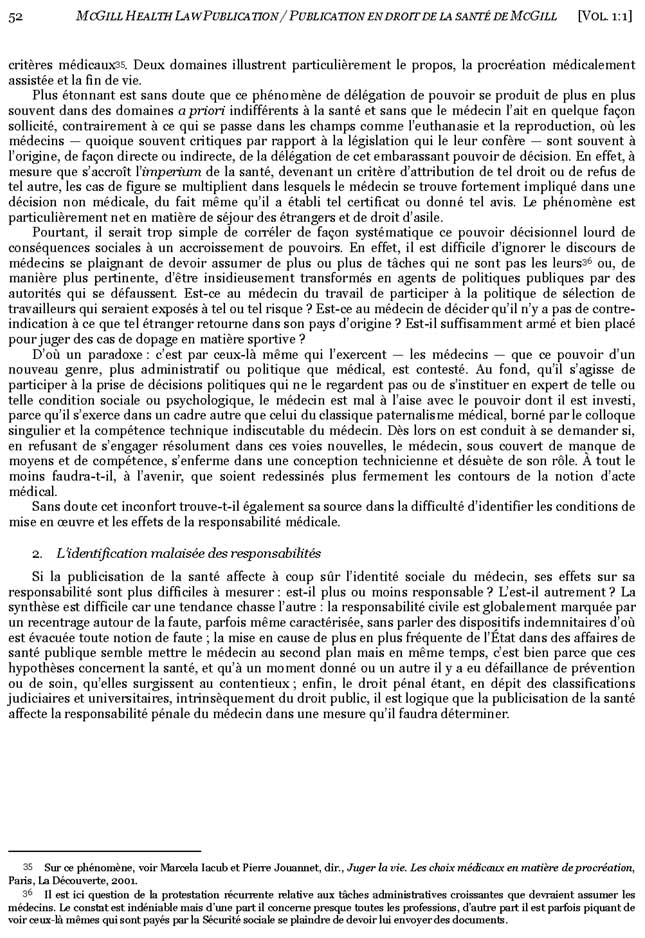 52 MCGILL HEALTH LAW PUBLICATION / PUBLICATION EN DROIT DE LA SANTÉ DE MCGILL [VOL. 1:1]
critères médicaux35. Deux domaines illustrent particulièrement le propos, la procréation médicalement
assistée et la fin de vie.
Plus étonnant est sans doute que ce phénomène de délégation de pouvoir se produit de plus en plus
souvent dans des domaines a priori indifférents à la santé et sans que le médecin l'ait en quelque façon
sollicité, contrairement à ce qui se passe dans les champs comme l'euthanasie et la reproduction, où les
médecins — quoique souvent critiques par rapport à la législation qui le leur confère — sont souvent à
l'origine, de façon directe ou indirecte, de la délégation de cet embarassant pouvoir de décision. En effet, à
mesure que s'accroît l'imperium de la santé, devenant un critère d'attribution de tel droit ou de refus de
tel autre, les cas de figure se multiplient dans lesquels le médecin se trouve fortement impliqué dans une
décision non médicale, du fait même qu'il a établi tel certificat ou donné tel avis. Le phénomène est
particulièrement net en matière de séjour des étrangers et de droit d'asile.
Pourtant, il serait trop simple de corréler de façon systématique ce pouvoir décisionnel lourd de
conséquences sociales à un accroissement de pouvoirs. En effet, il est difficile d'ignorer le discours de
médecins se plaignant de devoir assumer de plus ou plus de tâches qui ne sont pas les leurs36 ou, de
manière plus pertinente, d'être insidieusement transformés en agents de politiques publiques par des
autorités qui se défaussent. Est-ce au médecin du travail de participer à la politique de sélection de
travailleurs qui seraient exposés à tel ou tel risque ? Est-ce au médecin de décider qu'il n'y a pas de contre-
indication à ce que tel étranger retourne dans son pays d'origine ? Est-il suffisamment armé et bien placé
pour juger des cas de dopage en matière sportive ?
D'où un paradoxe : c'est par ceux-là même qui l'exercent — les médecins — que ce pouvoir d'un
nouveau genre, plus administratif ou politique que médical, est contesté. Au fond, qu'il s'agisse de
participer à la prise de décisions politiques qui ne le regardent pas ou de s'instituer en expert de telle ou
telle condition sociale ou psychologique, le médecin est mal à l'aise avec le pouvoir dont il est investi,
parce qu'il s'exerce dans un cadre autre que celui du classique paternalisme médical, borné par le colloque
singulier et la compétence technique indiscutable du médecin. Dès lors on est conduit à se demander si,
en refusant de s'engager résolument dans ces voies nouvelles, le médecin, sous couvert de manque de
moyens et de compétence, s'enferme dans une conception technicienne et désuète de son rôle. À tout le
moins faudra-t-il, à l'avenir, que soient redessinés plus fermement les contours de la notion d'acte
médical.
Sans doute cet inconfort trouve-t-il également sa source dans la difficulté d'identifier les conditions de
mise en œuvre et les effets de la responsabilité médicale.
2. L'identification malaisée des responsabilités
Si la publicisation de la santé affecte à coup sûr l'identité sociale du médecin, ses effets sur sa
responsabilité sont plus difficiles à mesurer : est-il plus ou moins responsable ? L'est-il autrement ? La
synthèse est difficile car une tendance chasse l'autre : la responsabilité civile est globalement marquée par
un recentrage autour de la faute, parfois même caractérisée, sans parler des dispositifs indemnitaires d'où
est évacuée toute notion de faute ; la mise en cause de plus en plus fréquente de l'État dans des affaires de
santé publique semble mettre le médecin au second plan mais en même temps, c'est bien parce que ces
hypothèses concernent la santé, et qu'à un moment donné ou un autre il y a eu défaillance de prévention
ou de soin, qu'elles surgissent au contentieux ; enfin, le droit pénal étant, en dépit des classifications
judiciaires et universitaires, intrinsèquement du droit public, il est logique que la publicisation de la santé
affecte la responsabilité pénale du médecin dans une mesure qu'il faudra déterminer.
35 Sur ce phénomène, voir Marcela Iacub et Pierre Jouannet, dir., Juger la vie. Les choix médicaux en matière de procréation,
Paris, La Découverte, 2001.
36 Il est ici question de la protestation récurrente relative aux tâches administratives croissantes que devraient assumer les
médecins. Le constat est indéniable mais d'une part il concerne presque toutes les professions, d'autre part il est parfois piquant de
voir ceux-là mêmes qui sont payés par la Sécurité sociale se plaindre de devoir lui envoyer des documents.